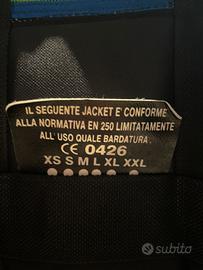 IL SEGUENTE JACKET E' CONFORME
ALLA NORMATIVA EN 250 LIMITATAMENTE
ALL' USO QUALE BARDATURA.
CE 0426
XS S M L XL XXL
subito